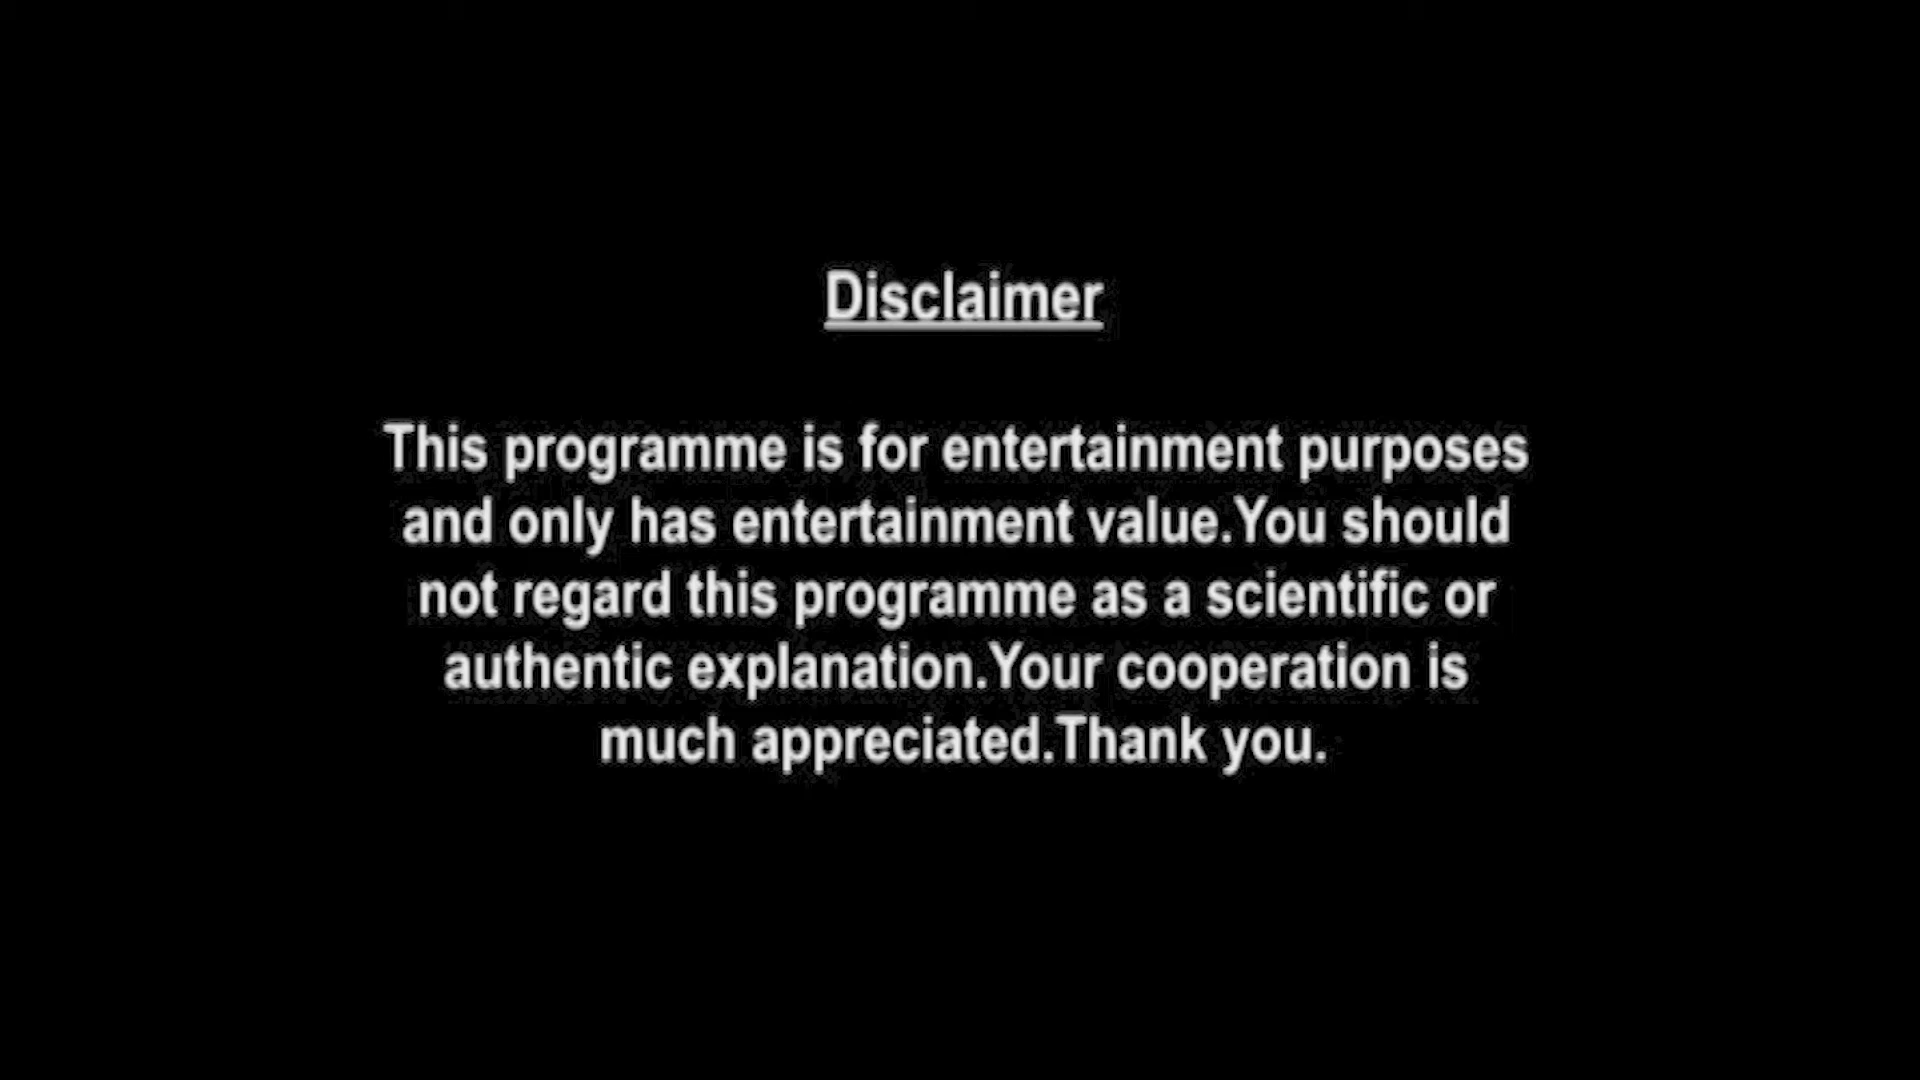 Disclaimer
This programme is for entertainment purposes
and only has entertainment value.You should
not regard this programme as a scientific or
authentic explanation.Your cooperation is
much appreciated.Thank you.